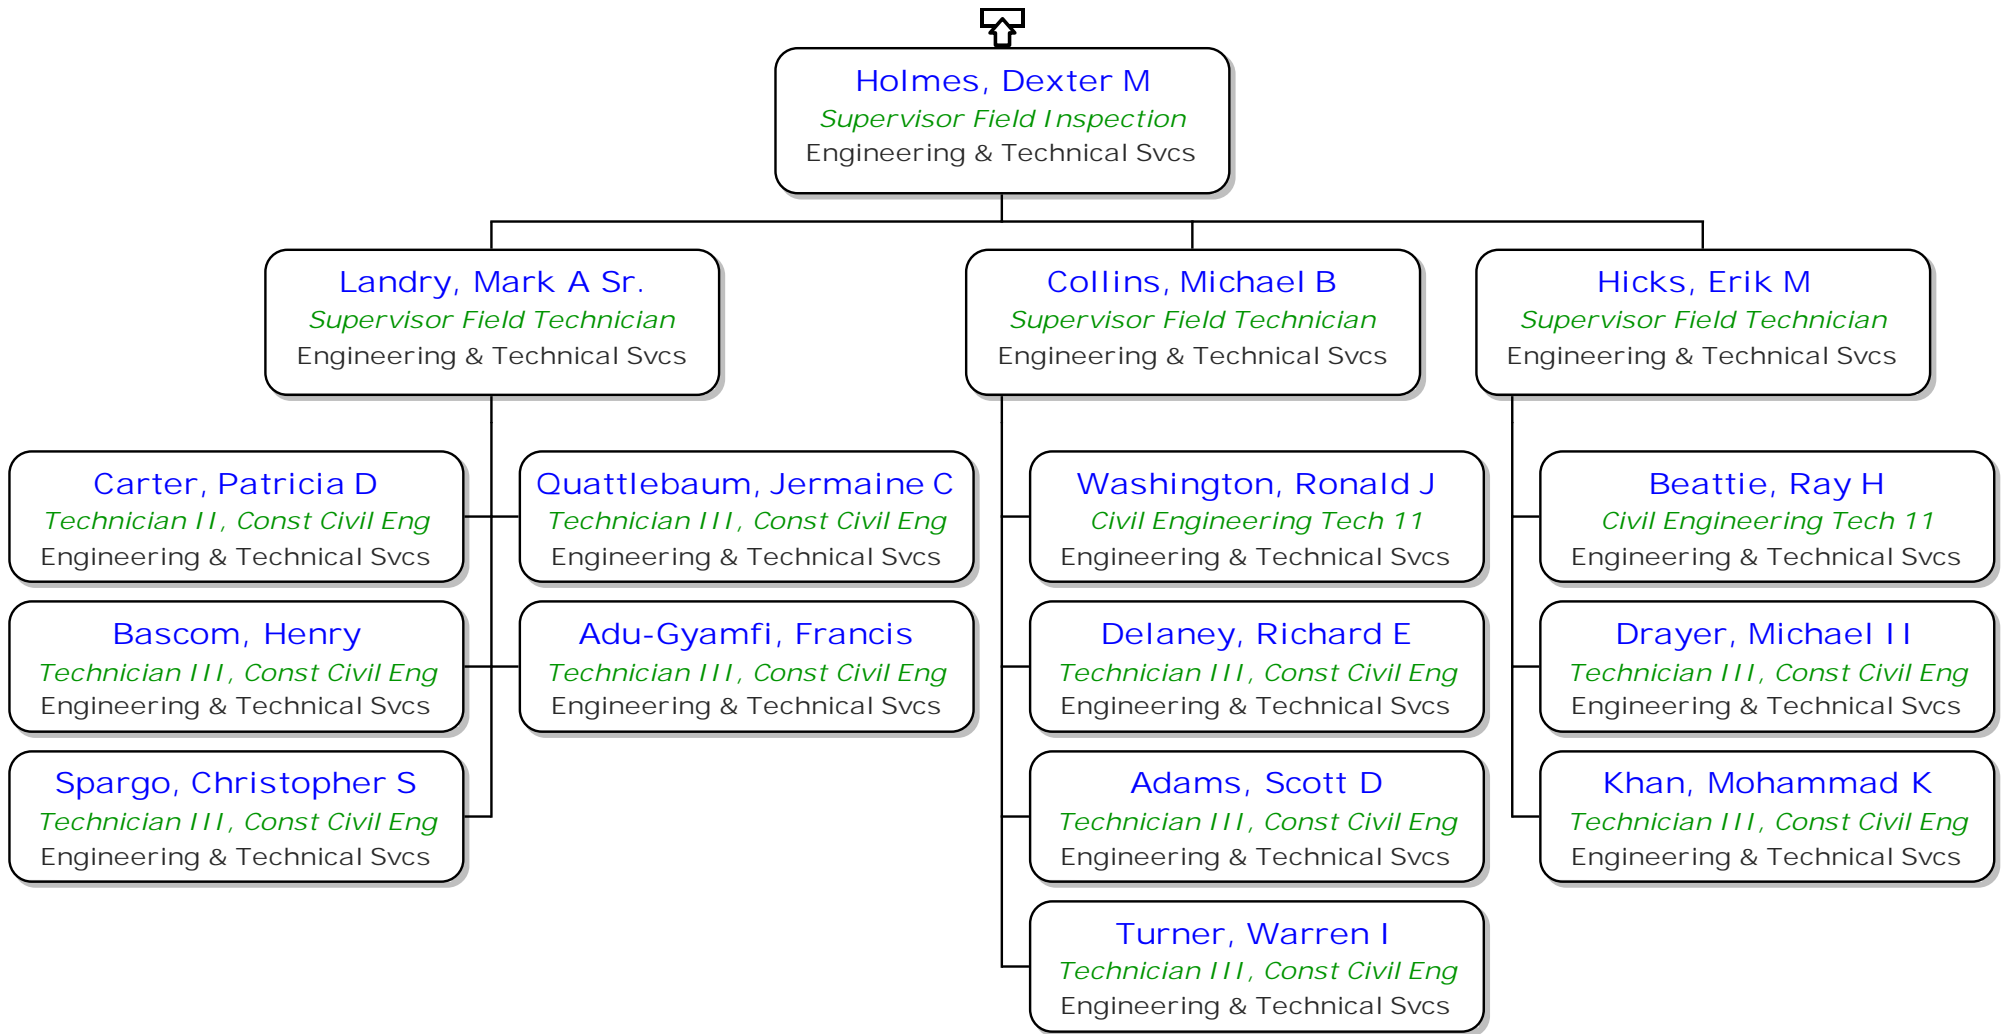 Holmes, Dexter M
Supervisor Field Inspection
Engineering & Technical Svcs
Landry, Mark A Sr.
Supervisor Field Technician
Engineering & Technical Svcs
Collins, Michael B
Supervisor Field Technician
Engineering & Technical Svcs
Hicks, Erik M
Supervisor Field Technician
Engineering & Technical Svcs
Carter, Patricia D
Technician II, Const Civil Eng
Engineering & Technical Svcs
Quattlebaum, Jermaine C
Technician III, Const Civil Eng
Engineering & Technical Svcs
Bascom, Henry
Technician III, Const Civil Eng
Engineering & Technical Svcs
Adu-Gyamfi, Francis
Technician III, Const Civil Eng
Engineering & Technical Svcs
Spargo, Christopher S
Technician III, Const Civil Eng
Engineering & Technical Svcs
Washington, Ronald J
Civil Engineering Tech 11
Engineering & Technical Svcs
Delaney, Richard E
Technician III, Const Civil Eng
Engineering & Technical Svcs
Adams, Scott D
Technician III, Const Civil Eng
Engineering & Technical Svcs
Turner, Warren I
Technician III, Const Civil Eng
Engineering & Technical Svcs
Beattie, Ray H
Civil Engineering Tech 11
Engineering & Technical Svcs
Drayer, Michael II
Technician III, Const Civil Eng
Engineering & Technical Svcs
Khan, Mohammad K
Technician III, Const Civil Eng
Engineering & Technical Svcs